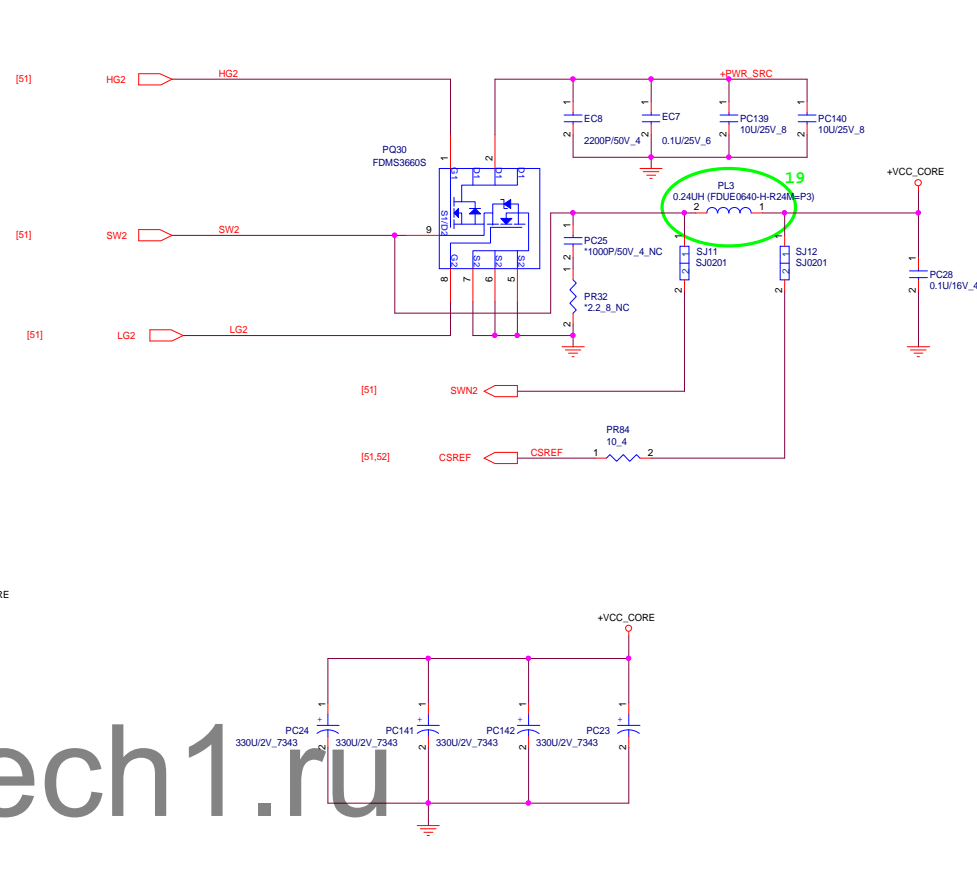 [51]
HG2
HG2
+PWR_SRC
1
2
EC8
2200P/50V_4
1
2
EC7
0.1U/25V_6
1
2
PC139
10U/25V_8
1
2
PC140
10U/25V_8
PQ30
FDMS3660S
1
2
G1
D1
D1
D1
S1/D2
9
G2
S2
S2
S2
8
7
6
5
19
PL3
0.24UH (FDUE0640-H-R24M=P3)
2
1
+VCC_CORE
[51]
SW2
SW2
1
PC25
*1000P/50V_4_NC
2
1
PR32
*2.2_8_NC
2
1
SJ11
SJ0201
1
2
2
1
SJ12
SJ0201
1
2
2
1
PC28
0.1U/16V_4
2
[51]
LG2
LG2
[51]
SWN2
PR84
10_4
[51,52]
CSREF
CSREF
1
2
RE
+VCC_CORE
1
+
PC24
330U/2V_7343
2
1
+
PC141
330U/2V_7343
2
1
+
PC142
330U/2V_7343
2
1
+
PC23
330U/2V_7343
2
ech1.ru